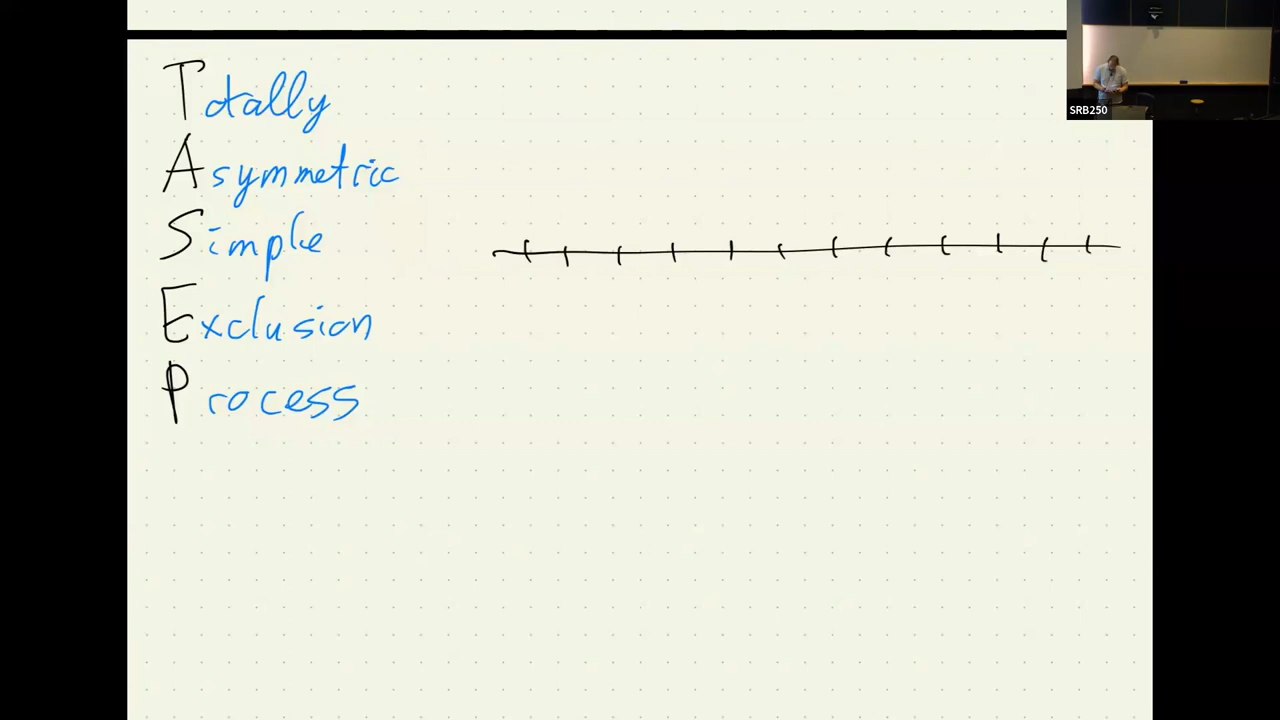 Totally
Asymmetric
Simple
Exclusion
Process
SRB250